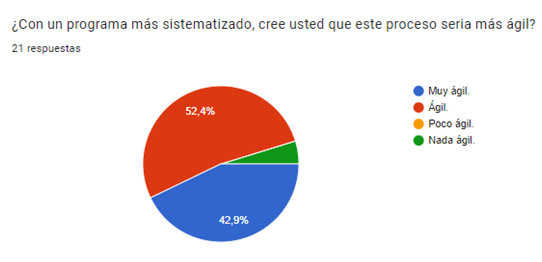 ¿Con un programa más sistematizado, cree usted que este proceso seria más ágil?
21 respuestas
Muy ágil.
Ágil.
Poco ágil.
Nada ágil.
52,4%
42,9%